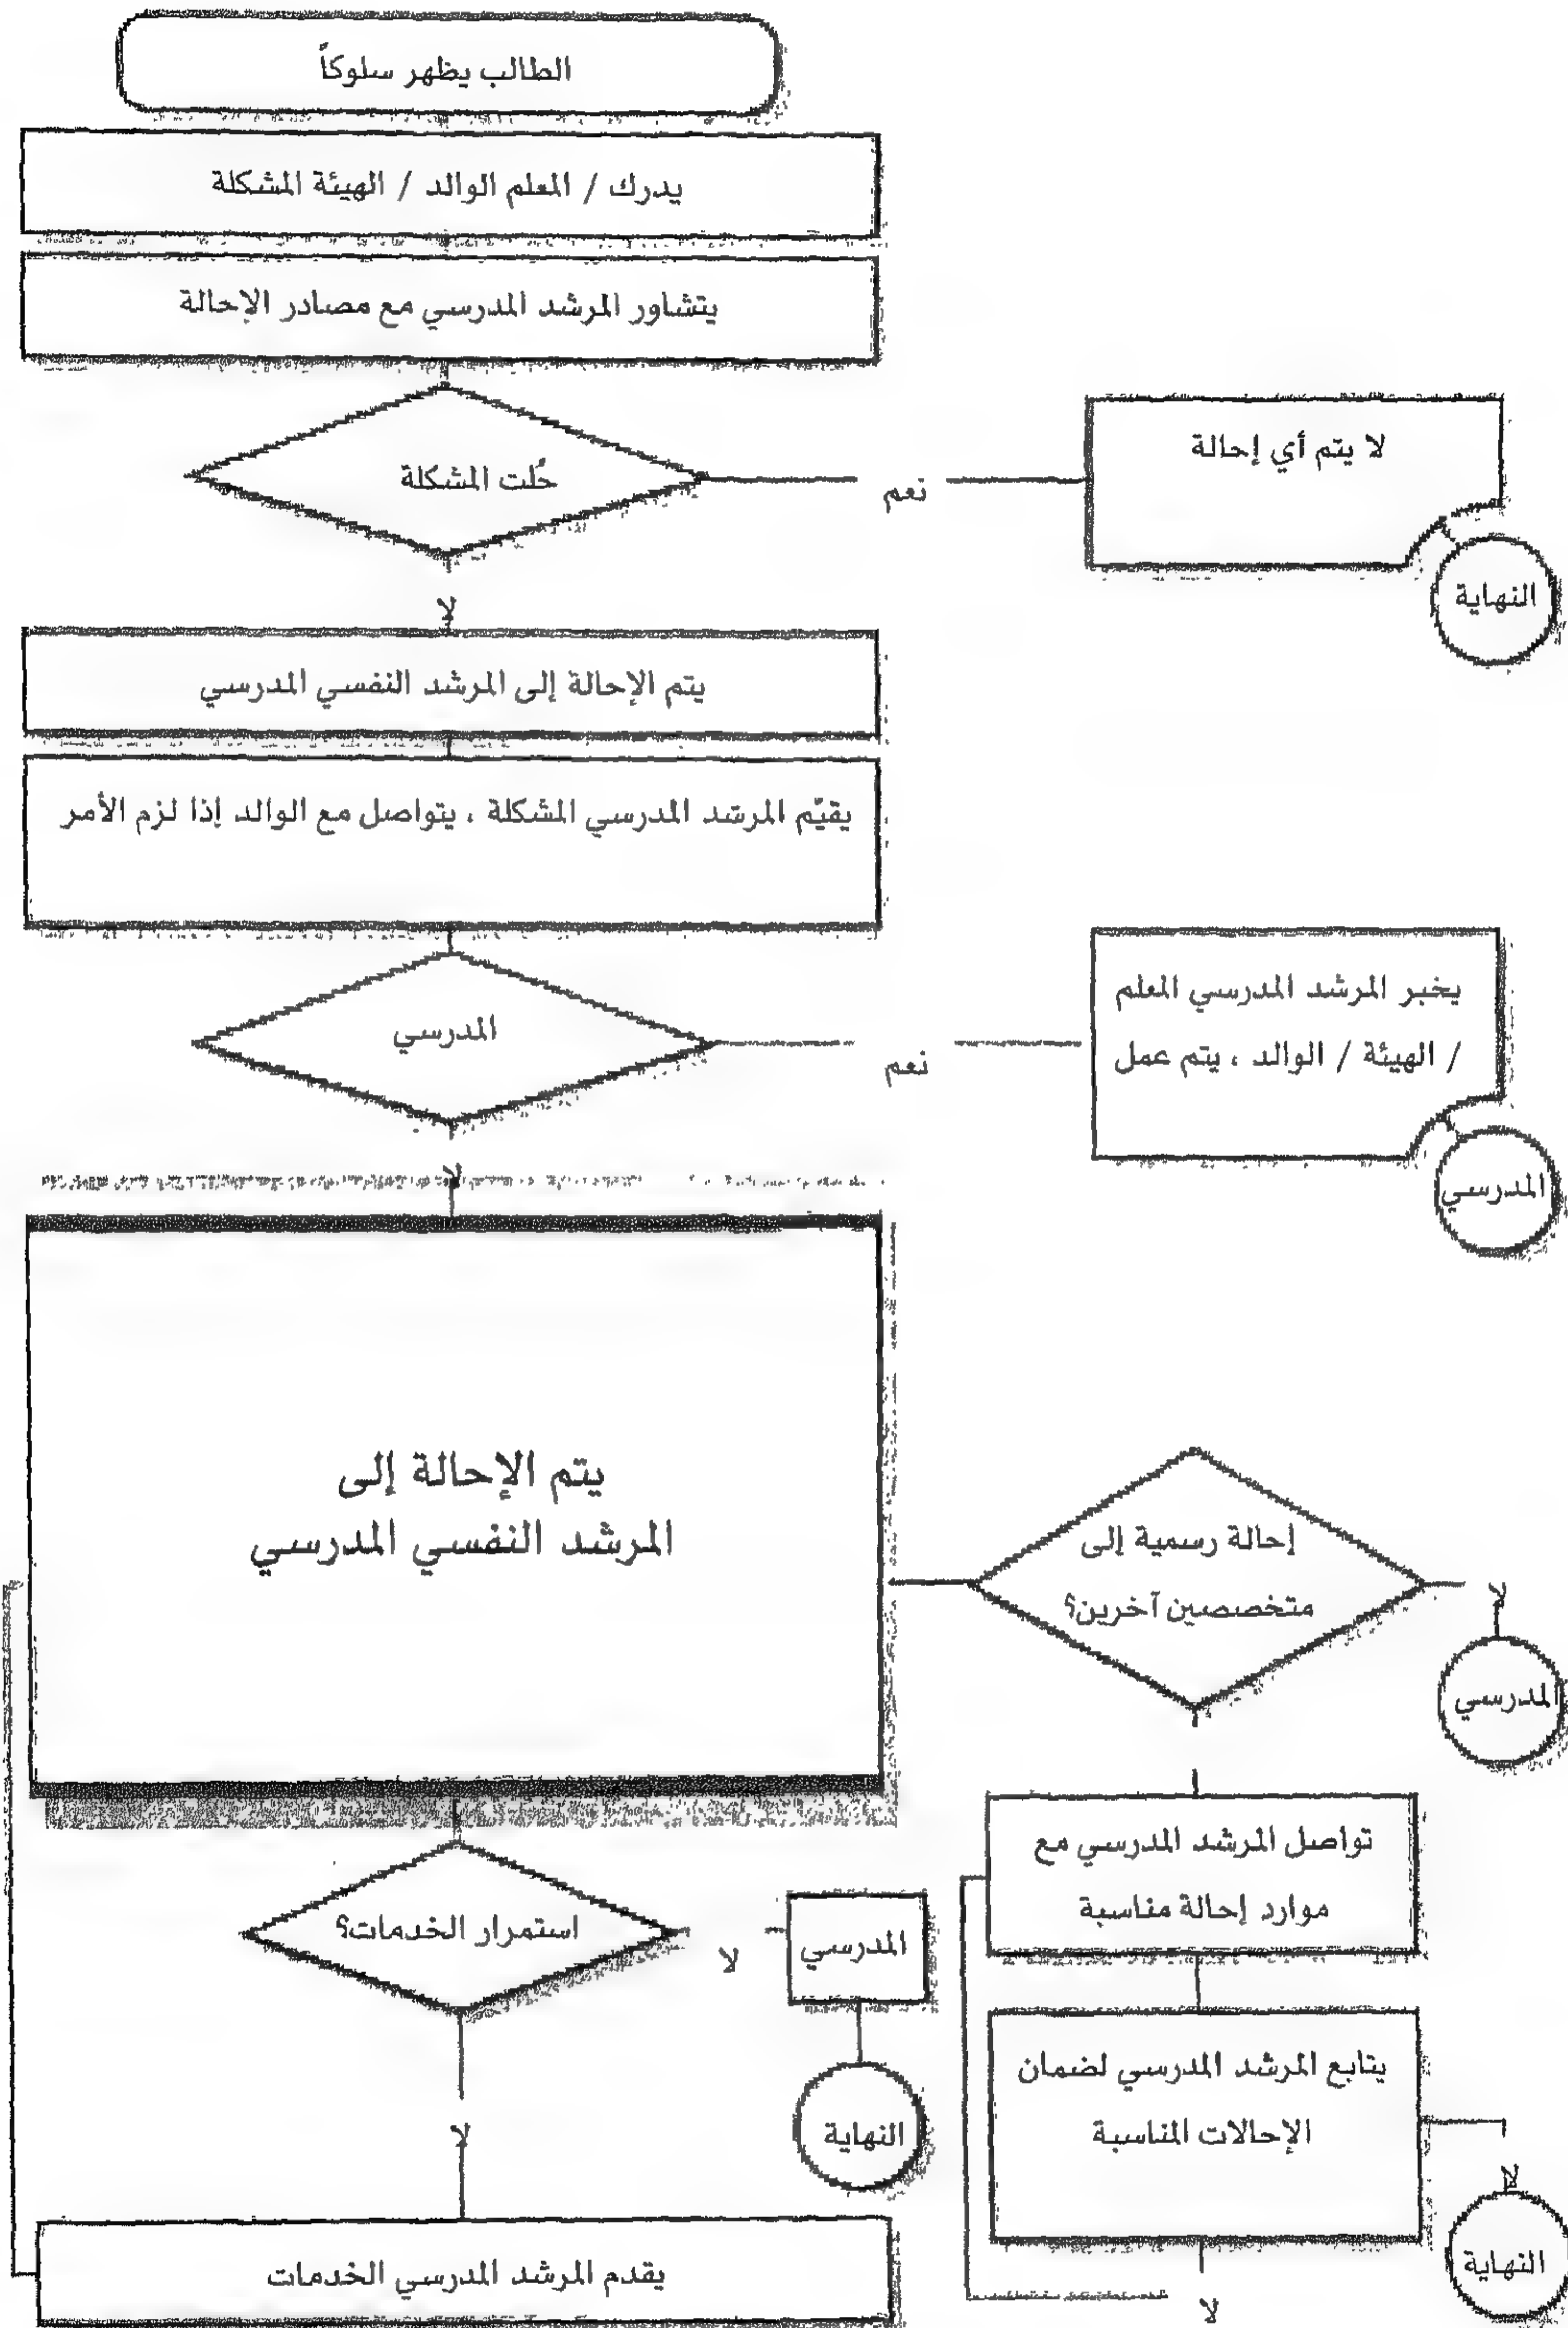 الطالب يظهر سلوكاً
يدرك / المعلم الوالد / الهيئة المشكلة
يتشاور المرشد المدرسي مع مصادر الإحالة
حُلت المشكلة
نعم
لا يتم أي إحالة
النهاية
لا
يتم الإحالة إلى المرشد النفسي المدرسي
يقيّم المرشد المدرسي المشكلة ، يتواصل مع الوالد إذا لزم الأمر
المدرسي
نعم
يخبر المرشد المدرسي المعلم
/ الهيئة / الوالد ، يتم عمل
المدرسي
لا
يتم الإحالة إلى
المرشد النفسي المدرسي
إحالة رسمية إلى
متخصصين آخرين؟
لا
المدرسي
تواصل المرشد المدرسي مع
موارد إحالة مناسبة
استمرار الخدمات؟
لا
المدرسي
النهاية
يتابع المرشد المدرسي لضمان
الإحالات المناسبة
لا
النهاية
لا
يقدم المرشد المدرسي الخدمات
لا